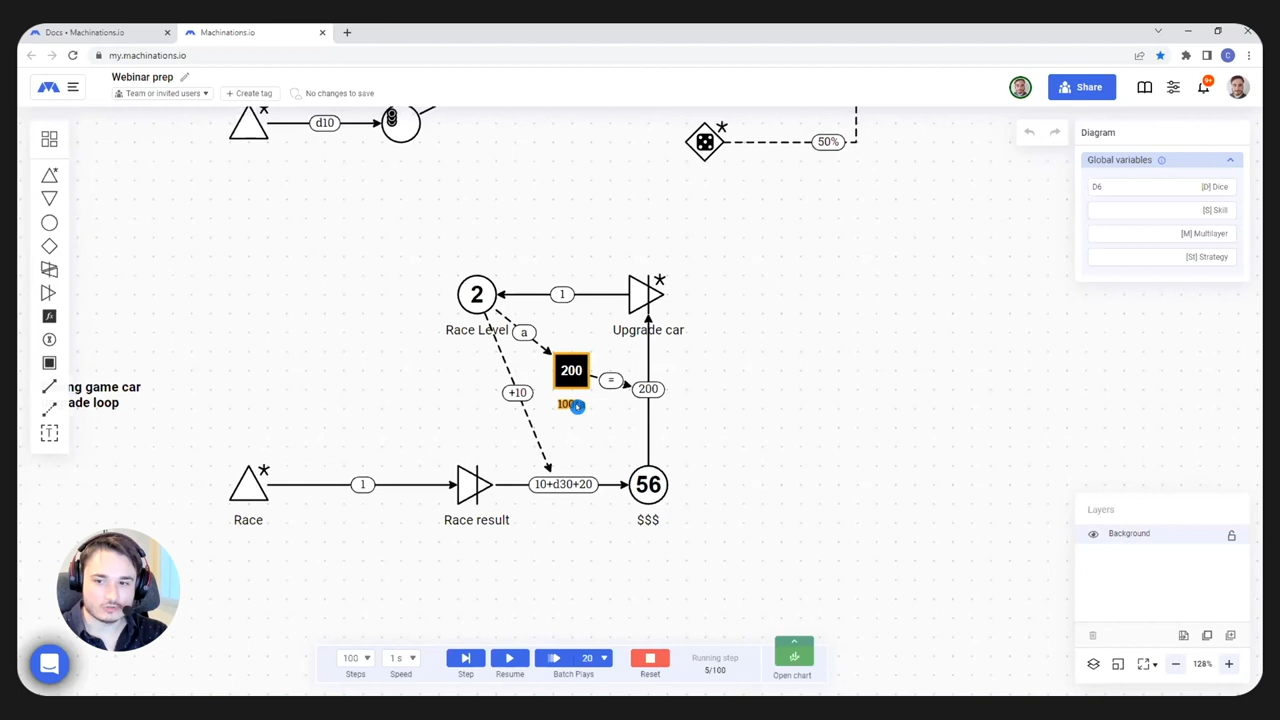 Docs • Machinations.io
Machinations.io
my.machinations.io
Webinar prep
Team or invited users
+ Create tag
No changes to save
Share
9+
C
d10
50%
Diagram
Global variables
D6 [D] Dice
[S] Skill
[M] Multilayer
[St] Strategy
2
1
Race Level
Upgrade car
a
200
=
200
+10
ng game car
ade loop
fx
T
1
10+d30+20
56
Race
Race result
$$$
Layers
Background
100
1 s
20
Steps
Speed
Step
Resume
Batch Plays
Reset
Running step
5/100
Open chart
128%